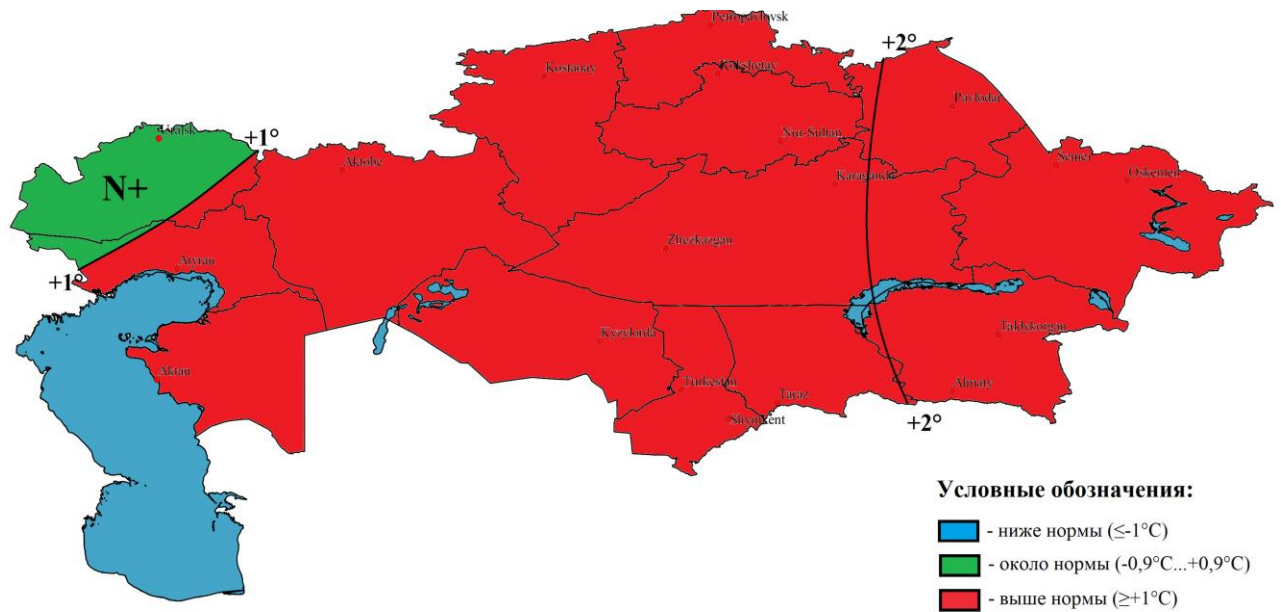 Petropavlovsk
+2°
Kostanay
Kokshetay
Pavlodar
Uralsk
+1°
Nur-Sultan
Aktobe
Semei
Oskemen
Karaganda
N+
Zhezkazgan
Atyrau
+1°
Kyzylorda
Taldykorgan
Aktau
Turkestan
Almaty
Taraz
Shymkent
+2°
Условные обозначения:
- ниже нормы (≤-1°C)
- около нормы (-0,9°C...+0,9°C)
- выше нормы (≥+1°C)